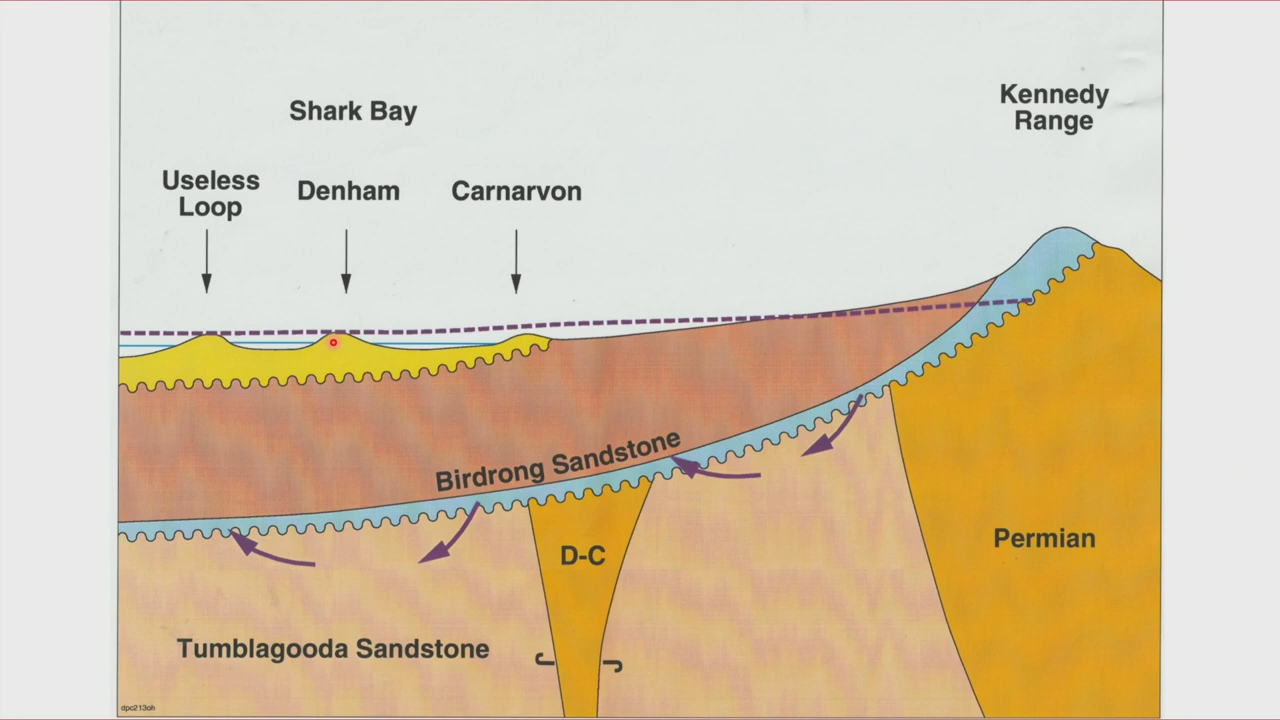 Shark Bay
Kennedy
Range
Useless
Loop
Denham
Carnarvon
Birdrong Sandstone
D-C
Permian
Tumblagooda Sandstone
dpc213oh